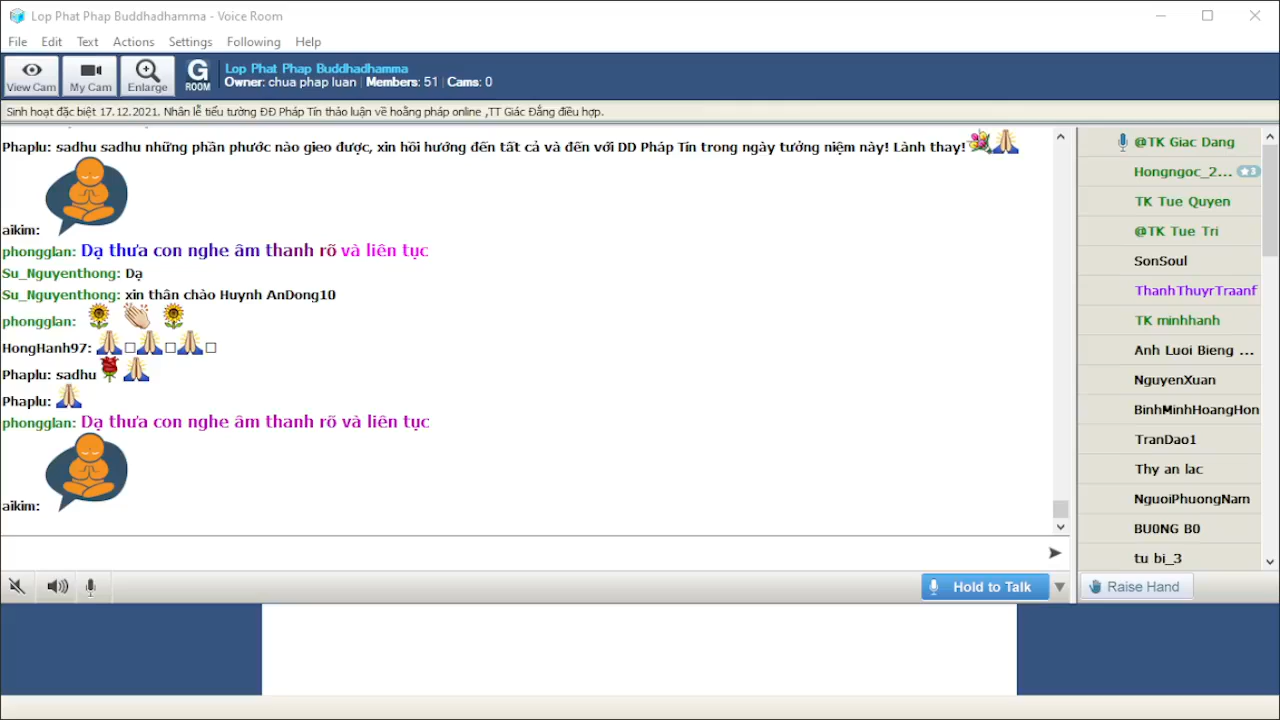 Lop Phat Phap Buddhadhamma - Voice Room
File Edit Text Actions Settings Following Help
View Cam My Cam Enlarge G ROOM
Lop Phat Phap Buddhadhamma
Owner: chua phap luan | Members: 51 | Cams: 0
Sinh hoạt đặc biệt 17.12.2021. Nhân lễ tiểu tường ĐĐ Pháp Tín thảo luận về hoằng pháp online ,TT Giác Đẳng điều hợp.
Phaplu: sadhu sadhu những phần phước nào gieo được, xin hồi hướng đến tất cả và đến với DD Pháp Tín trong ngày tưởng niệm này! Lành thay!
aikim:
phongglan: Dạ thưa con nghe âm thanh rõ và liên tục
Su_Nguyenthong: Dạ
Su_Nguyenthong: xin thân chào Huynh AnDong10
phongglan:
HongHanh97:
Phaplu: sadhu
Phaplu:
phongglan: Dạ thưa con nghe âm thanh rõ và liên tục
aikim:
Hold to Talk
@TK Giac Dang
Hongngoc_2... 3
TK Tue Quyen
@TK Tue Tri
SonSoul
ThanhThuyrTraanf
TK minhhanh
Anh Luoi Bieng ...
NguyenXuan
BinhMinhHoangHon
TranDao1
Thy an lac
NguoiPhuongNam
BU0NG B0
tu bi_3
Raise Hand